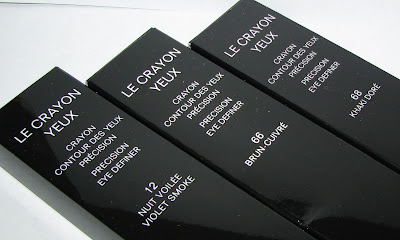 LE CRAYON
YEUX
CRAYON
CONTOUR DES YEUX
PRÉCISION
PRECISION
EYE DEFINER
12
NUIT VOILÉE
VIOLET SMOKE
LE CRAYON
YEUX
CRAYON
CONTOUR DES YEUX
PRÉCISION
PRECISION
EYE DEFINER
66
BRUN CUIVRÉ
LE CRAYON
YEUX
CRAYON
CONTOUR DES YEUX
PRÉCISION
PRECISION
EYE DEFINER
68
KHAKI DORÉ